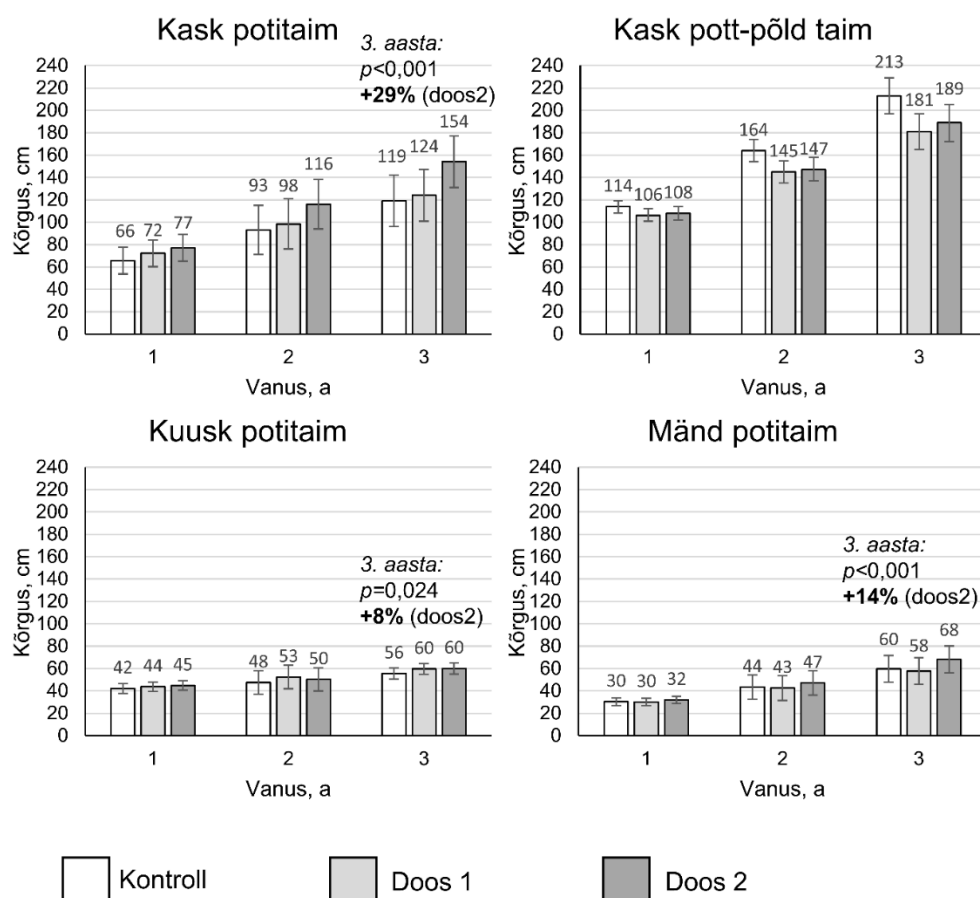 Kask potitaim
3. aasta:
p<0,001
+29% (doos2)
Kõrgus, cm
240
220
200
180
160
140
120
100
80
60
40
20
0
66 72 77
93 98 116
119 124 154
1 2 3
Vanus, a
Kask pott-põld taim
Kõrgus, cm
240
220
200
180
160
140
120
100
80
60
40
20
0
114 106 108
164 145 147
213 181 189
1 2 3
Vanus, a
Kuusk potitaim
3. aasta:
p=0,024
+8% (doos2)
Kõrgus, cm
240
220
200
180
160
140
120
100
80
60
40
20
0
42 44 45
48 53 50
56 60 60
1 2 3
Vanus, a
Mänd potitaim
3. aasta:
p<0,001
+14% (doos2)
Kõrgus, cm
240
220
200
180
160
140
120
100
80
60
40
20
0
30 30 32
44 43 47
60 58 68
1 2 3
Vanus, a
Kontroll Doos 1 Doos 2